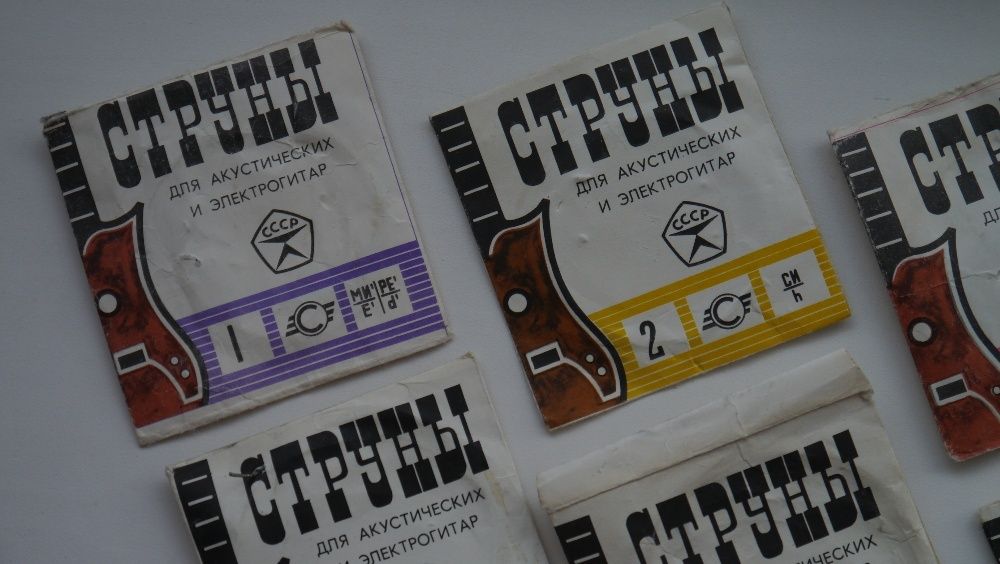 СТРУНЫ
ДЛЯ АКУСТИЧЕСКИХ
И ЭЛЕКТРОГИТАР
СССР
1
С
МИ'/Е' РЕ'/d'
СТРУНЫ
ДЛЯ АКУСТИЧЕСКИХ
И ЭЛЕКТРОГИТАР
СССР
2
С
СИ/h
СТРУНЫ
ДЛЯ АКУСТИЧЕСКИХ
И ЭЛЕКТРОГИТАР
СТРУНЫ